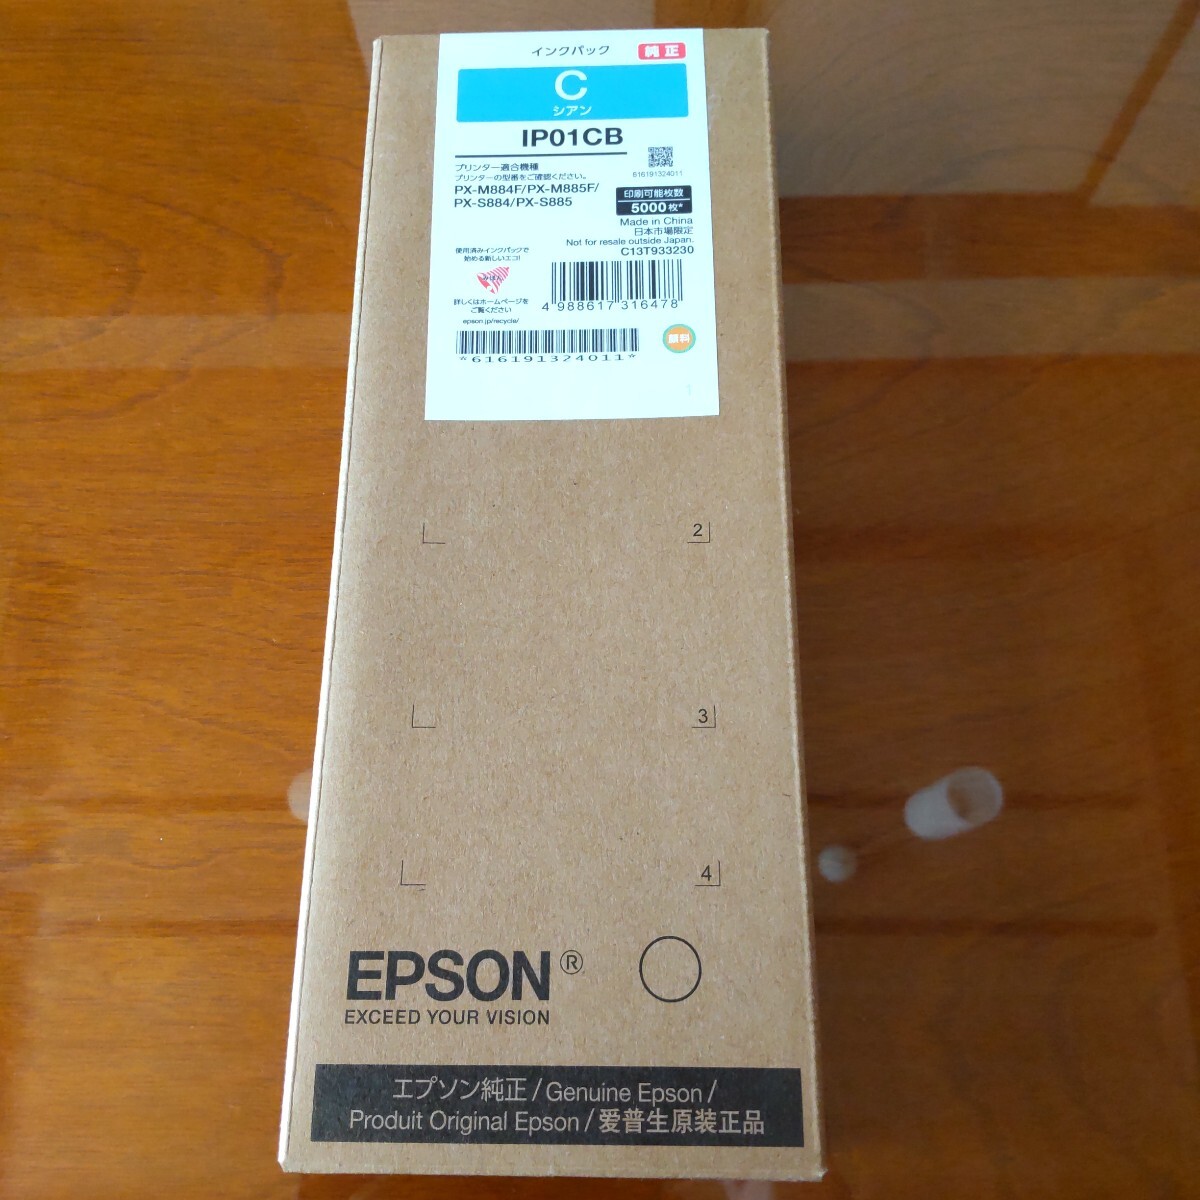 インクパック 純正
C
シアン
IP01CB
プリンター適合機種
プリンターの型番をご確認ください。
PX-M884F/PX-M885F/
PX-S884/PX-S885
616191324011
印刷可能枚数
5000枚*
Made in China
日本市場限定
Not for resale outside Japan.
C13T933230
使用済みインクパックで
始める新しいエコ!
詳しくはホームページを
ご覧ください
epson.jp/recycle/
4 988617 316478
*616191324011*
顔料
2
3
4
EPSON®
EXCEED YOUR VISION
エプソン純正/Genuine Epson/
Produit Original Epson/爱普生原装正品